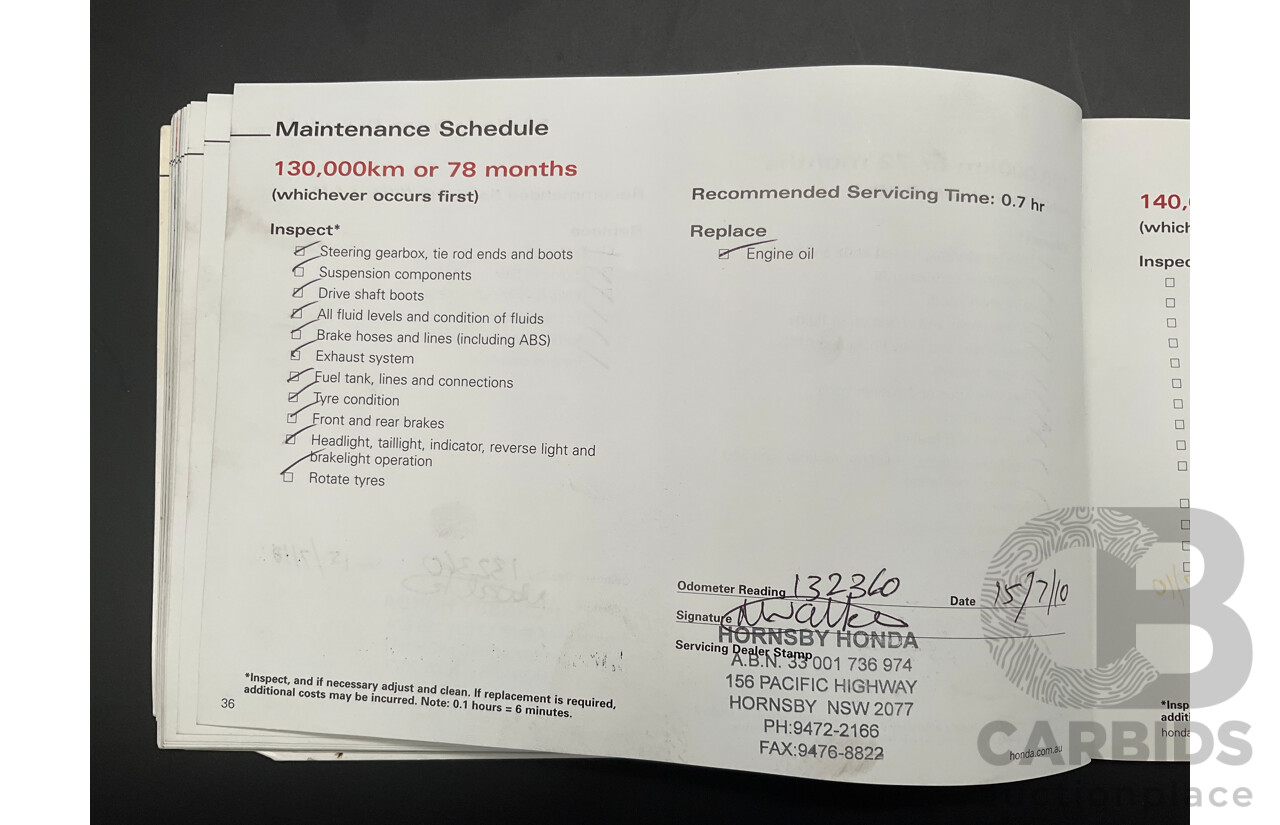 Maintenance Schedule
130,000km or 78 months
(whichever occurs first)
Inspect*
Steering gearbox, tie rod ends and boots
Suspension components
Drive shaft boots
All fluid levels and condition of fluids
Brake hoses and lines (including ABS)
Exhaust system
Fuel tank, lines and connections
Tyre condition
Front and rear brakes
Headlight, taillight, indicator, reverse light and
brakelight operation
Rotate tyres
*Inspect, and if necessary adjust and clean. If replacement is required,
additional costs may be incurred. Note: 0.1 hours = 6 minutes.
36
Recommended Servicing Time: 0.7 hr
Replace
Engine oil
Odometer Reading 132360 Date 15/7/10
Signature
Servicing Dealer Stamp
HORNSBY HONDA
A.B.N. 33 001 736 974
156 PACIFIC HIGHWAY
HORNSBY NSW 2077
PH:9472-2166
FAX:9476-8822
honda.com.au
140,
(which
Inspec
*Insp
additi
honda
CARBIDS
auctionplace